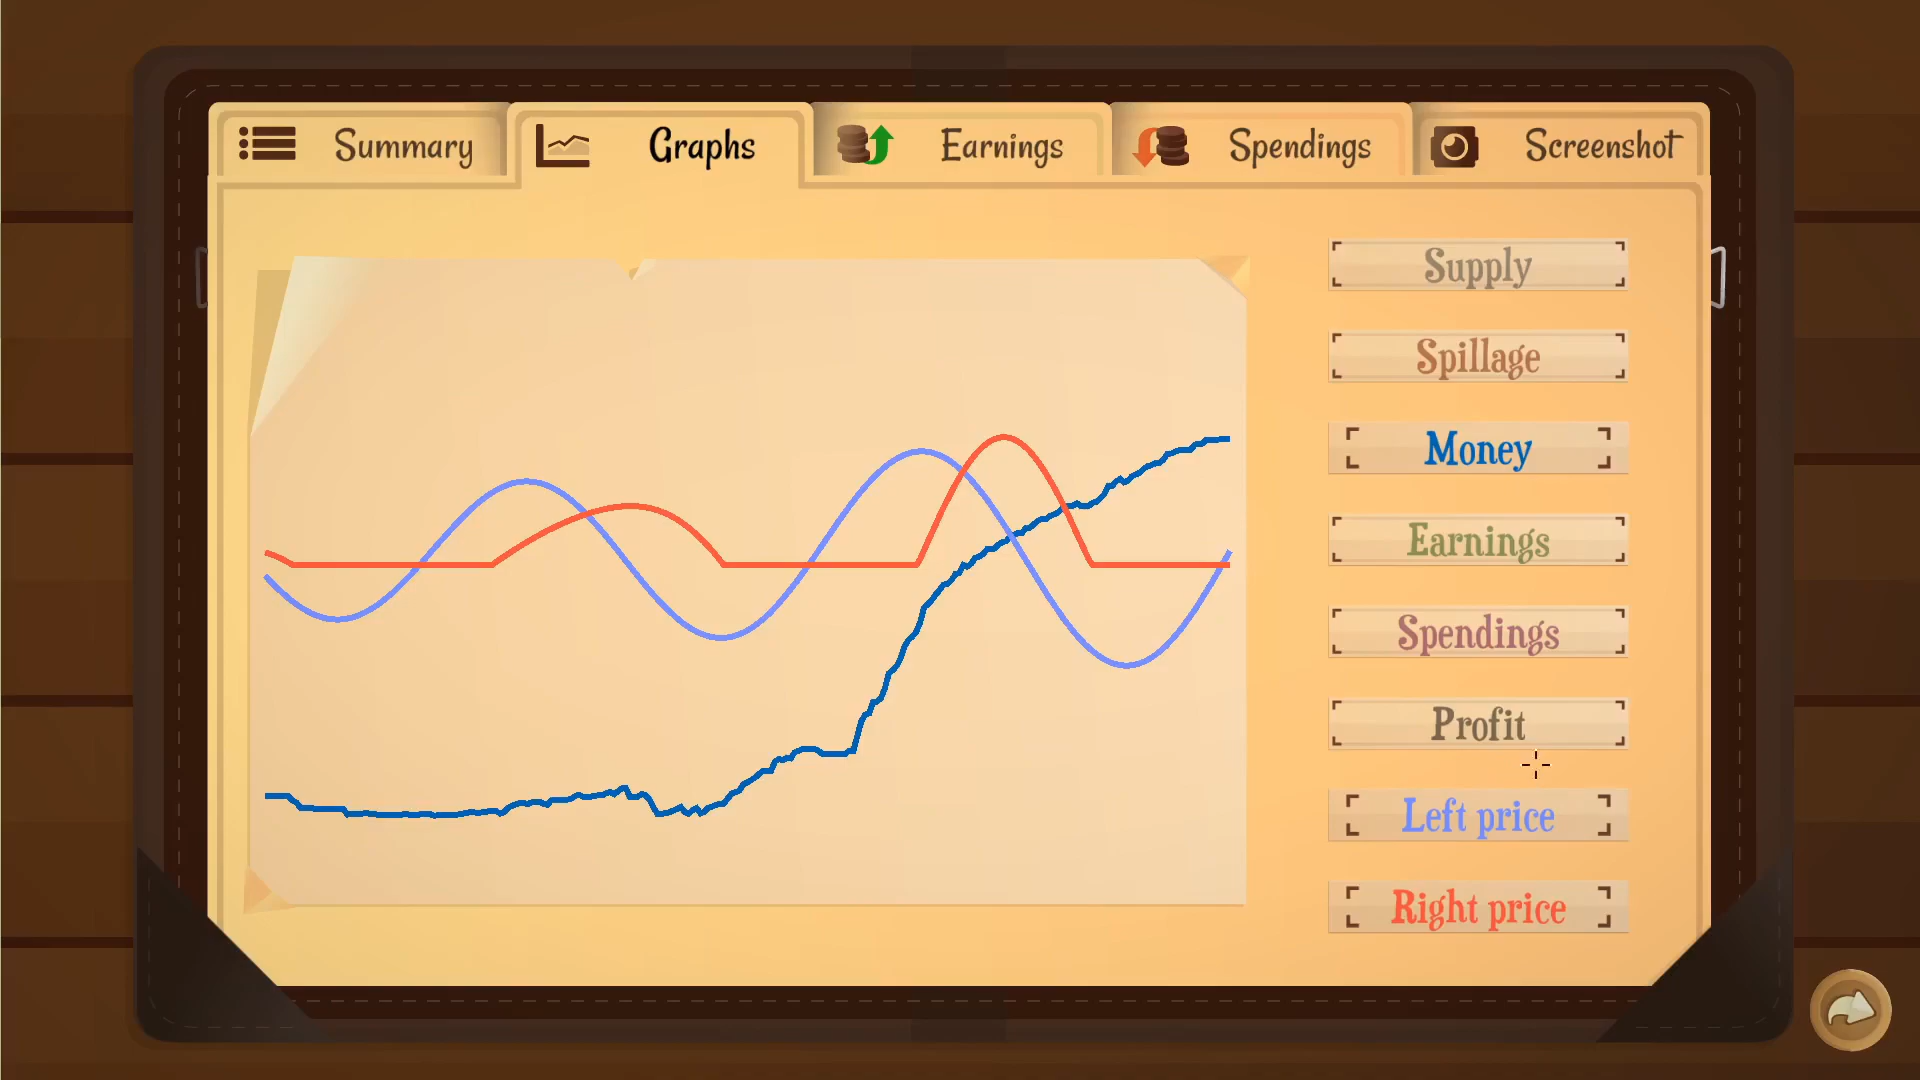 Summary
Graphs
Earnings
Spendings
Screenshot
Supply
Spillage
Money
Earnings
Spendings
Profit
Left price
Right price